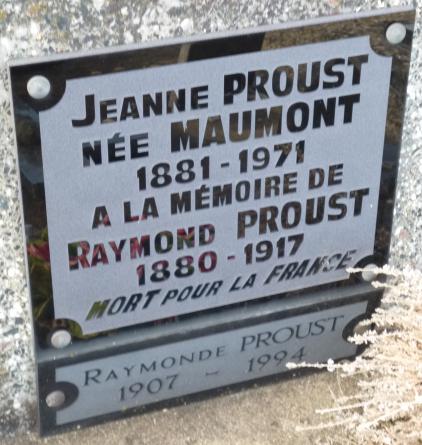 JEANNE PROUST
NÉE MAUMONT
1881 - 1971
A LA MÉMOIRE DE
RAYMOND PROUST
1880 - 1917
MORT POUR LA FRANCE
RAYMONDE PROUST
1907 - 1994